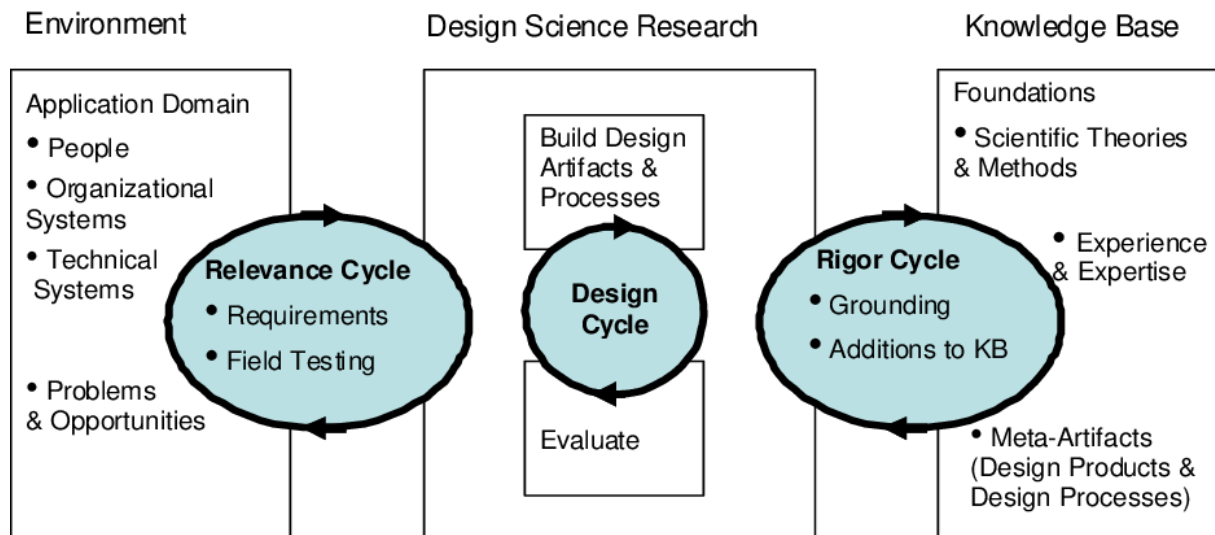 Environment
Design Science Research
Knowledge Base
Application Domain
• People
• Organizational
Systems
• Technical
Systems
• Problems
& Opportunities
Relevance Cycle
• Requirements
• Field Testing
Build Design
Artifacts &
Processes
Design
Cycle
Evaluate
Rigor Cycle
• Grounding
• Additions to KB
Foundations
• Scientific Theories
& Methods
• Experience
& Expertise
• Meta-Artifacts
(Design Products &
Design Processes)